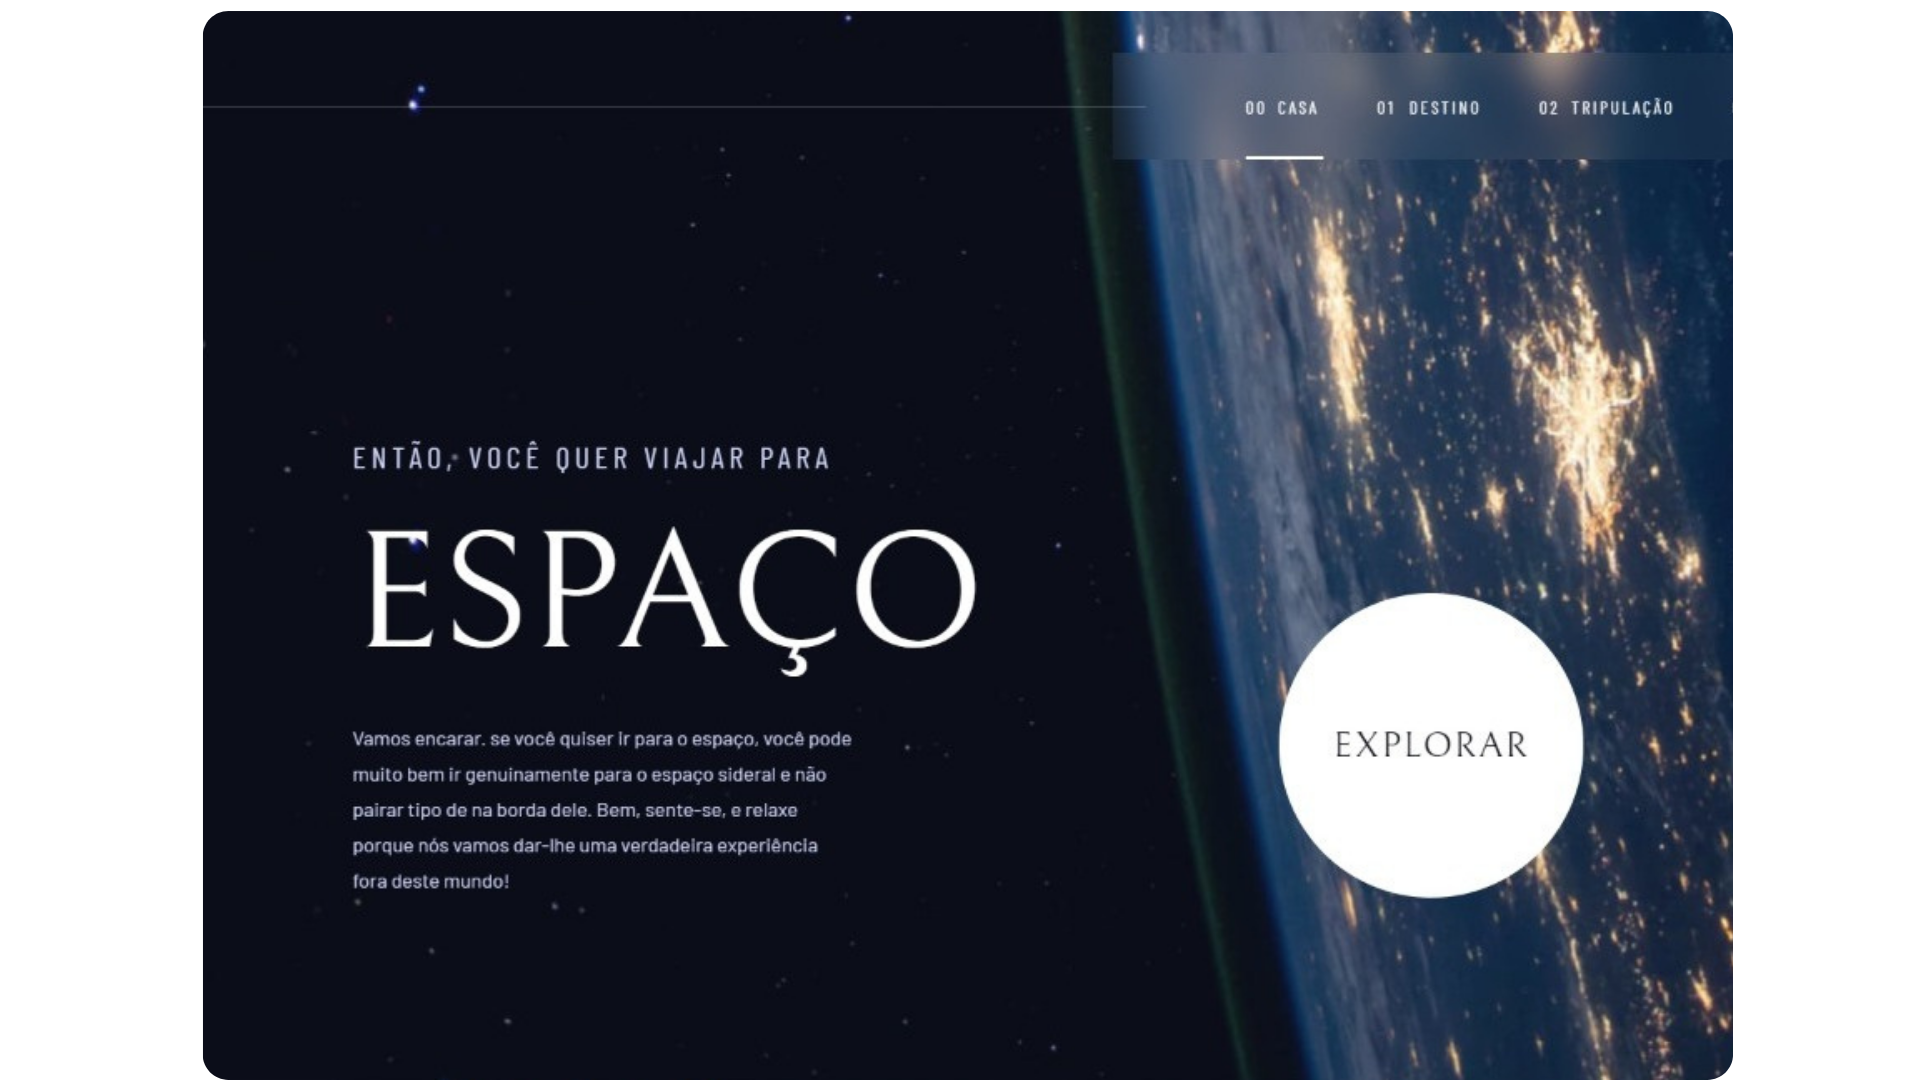 00 CASA 01 DESTINO 02 TRIPULAÇÃO
ENTÃO, VOCÊ QUER VIAJAR PARA
ESPAÇO
Vamos encarar. se você quiser ir para o espaço, você pode
muito bem ir genuinamente para o espaço sideral e não
pairar tipo de na borda dele. Bem, sente-se, e relaxe
porque nós vamos dar-lhe uma verdadeira experiência
fora deste mundo!
EXPLORAR